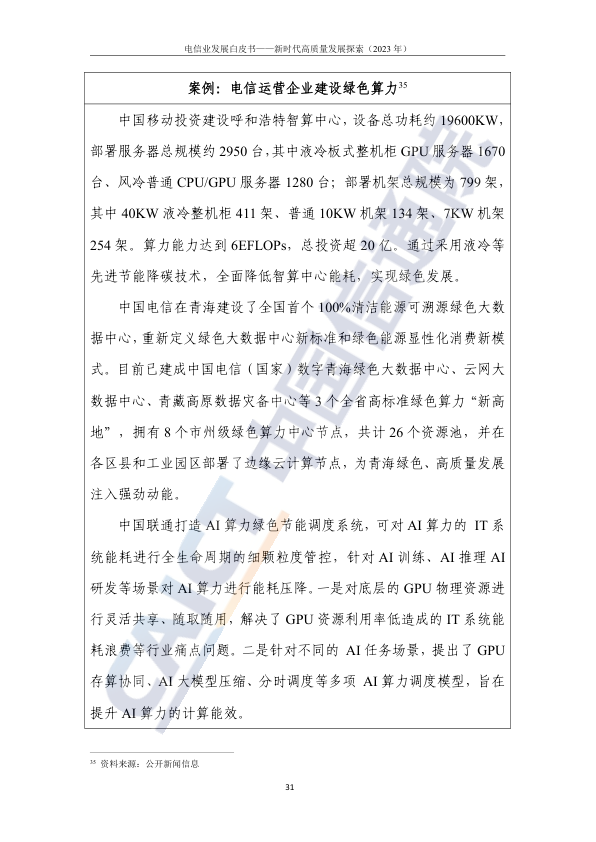 电信业发展白皮书——新时代高质量发展探索（2023 年）
案例：电信运营企业建设绿色算力35
中国移动投资建设呼和浩特智算中心，设备总功耗约 19600KW，
部署服务器总规模约 2950 台，其中液冷板式整机柜 GPU 服务器 1670
台、风冷普通 CPU/GPU 服务器 1280 台；部署机架总规模为 799 架，
其中 40KW 液冷整机柜 411 架、普通 10KW 机架 134 架、7KW 机架
254 架。算力能力达到 6EFLOPs，总投资超 20 亿。通过采用液冷等
先进节能降碳技术，全面降低智算中心能耗，实现绿色发展。
中国电信在青海建设了全国首个 100%清洁能源可溯源绿色大数
据中心，重新定义绿色大数据中心新标准和绿色能源显性化消费新模
式。目前已建成中国电信（国家）数字青海绿色大数据中心、云网大
数据中心、青藏高原数据灾备中心等 3 个全省高标准绿色算力“新高
地”，拥有 8 个市州级绿色算力中心节点，共计 26 个资源池，并在
各区县和工业园区部署了边缘云计算节点，为青海绿色、高质量发展
注入强劲动能。
中国联通打造 AI 算力绿色节能调度系统，可对 AI 算力的 IT 系
统能耗进行全生命周期的细颗粒度管控，针对 AI 训练、AI 推理 AI
研发等场景对 AI 算力进行能耗压降。一是对底层的 GPU 物理资源进
行灵活共享、随取随用，解决了 GPU 资源利用率低造成的 IT 系统能
耗浪费等行业痛点问题。二是针对不同的 AI 任务场景，提出了 GPU
存算协同、AI 大模型压缩、分时调度等多项 AI 算力调度模型，旨在
提升 AI 算力的计算能效。
35 资料来源：公开新闻信息
31
CAICT 中国信通院